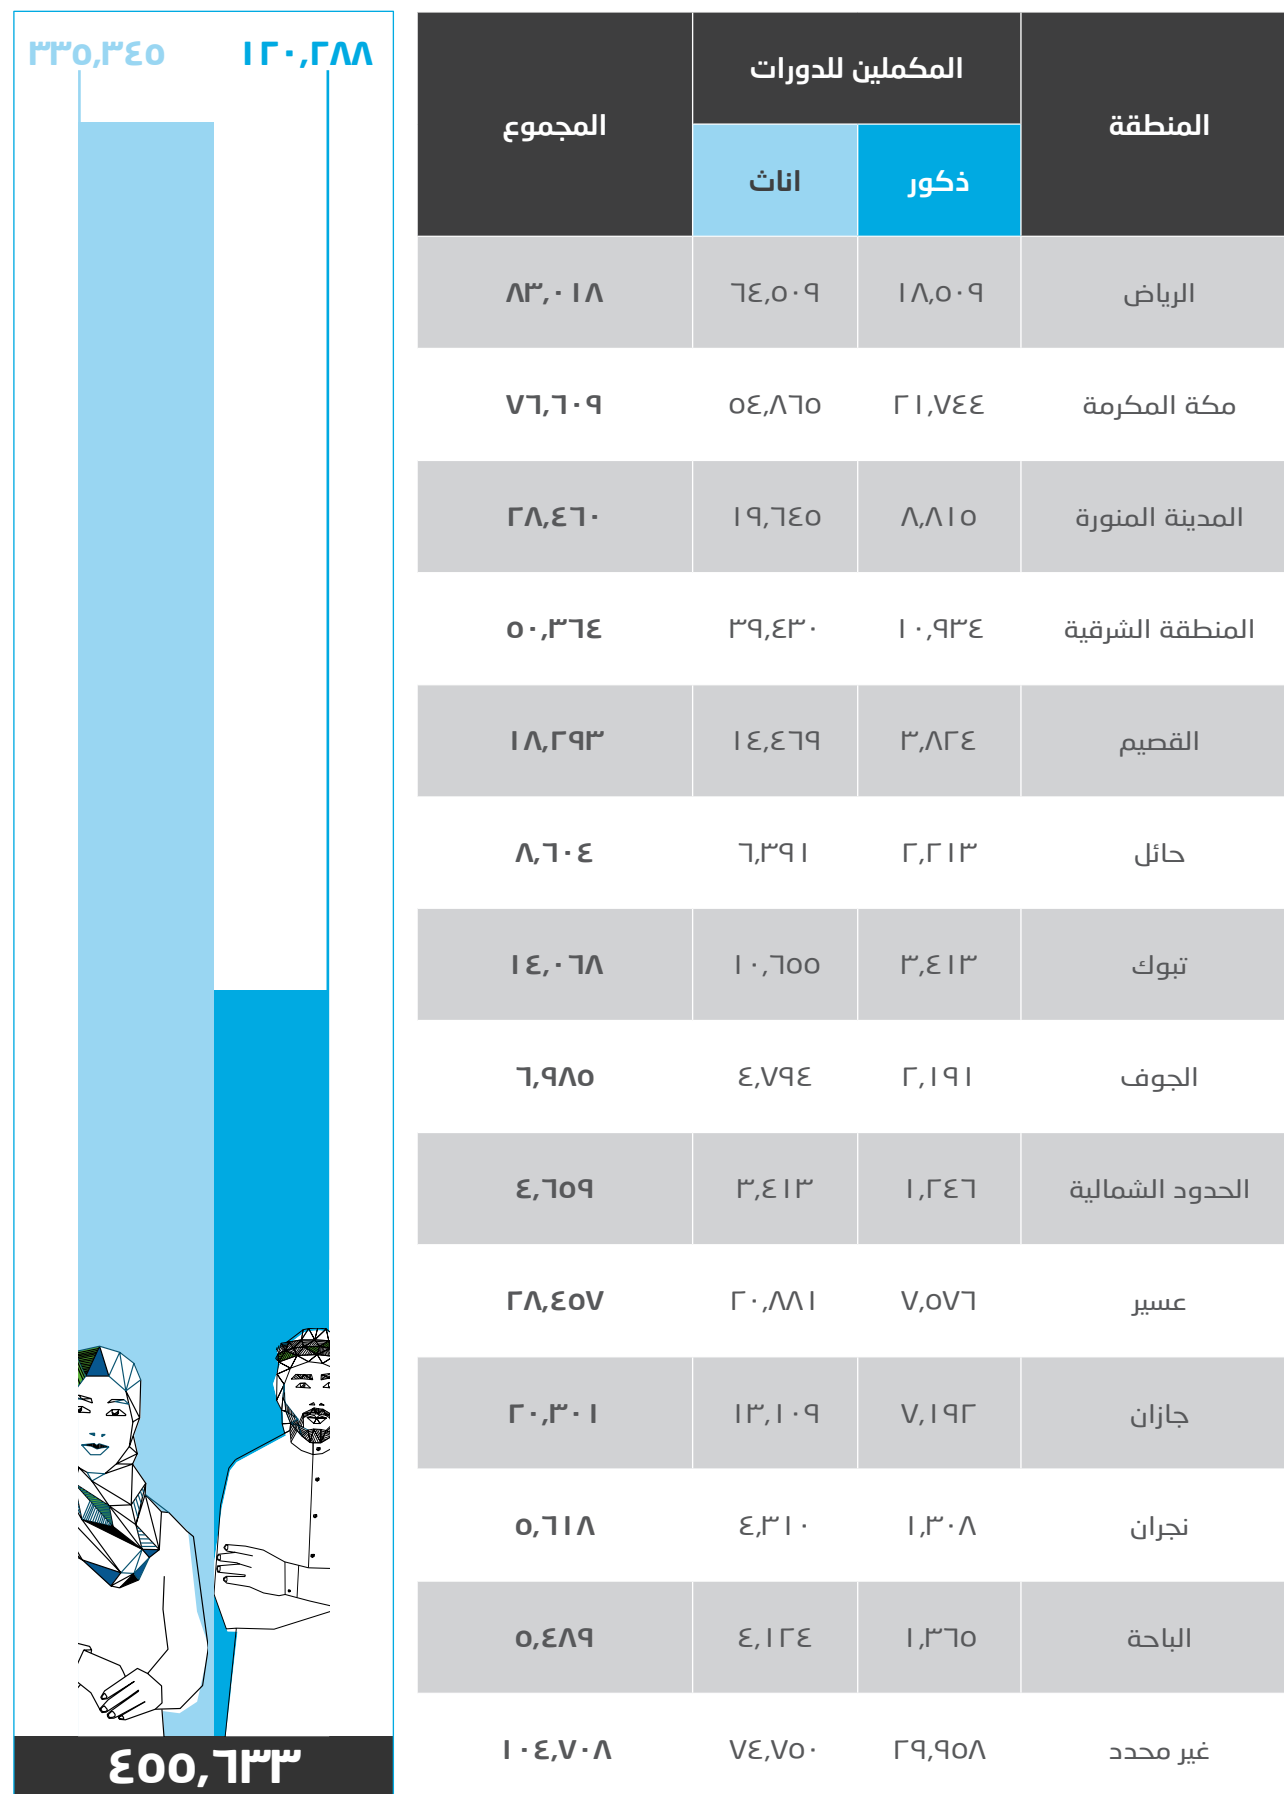 المنطقة المكملين للدورات المجموع
ذكور اناث
الرياض ١٨,٥٠٩ ٦٤,٥٠٩ ٨٣,٠١٨
مكة المكرمة ٢١,٧٤٤ ٥٤,٨٦٥ ٧٦,٦٠٩
المدينة المنورة ٨,٨١٥ ١٩,٦٤٥ ٢٨,٤٦٠
المنطقة الشرقية ١٠,٩٣٤ ٣٩,٤٣٠ ٥٠,٣٦٤
القصيم ٣,٨٢٤ ١٤,٤٦٩ ١٨,٢٩٣
حائل ٢,٢١٣ ٦,٣٩١ ٨,٦٠٤
تبوك ٣,٤١٣ ١٠,٦٥٥ ١٤,٠٦٨
الجوف ٢,١٩١ ٤,٧٩٤ ٦,٩٨٥
الحدود الشمالية ١,٢٤٦ ٣,٤١٣ ٤,٦٥٩
عسير ٧,٥٧٦ ٢٠,٨٨١ ٢٨,٤٥٧
جازان ٧,١٩٢ ١٣,١٠٩ ٢٠,٣٠١
نجران ١,٣٠٨ ٤,٣١٠ ٥,٦١٨
الباحة ١,٣٦٥ ٤,١٢٤ ٥,٤٨٩
غير محدد ٢٩,٩٥٨ ٧٤,٧٥٠ ١٠٤,٧٠٨
١٢٠,٢٨٨ ٣٣٥,٣٤٥
٤٥٥,٦٣٣